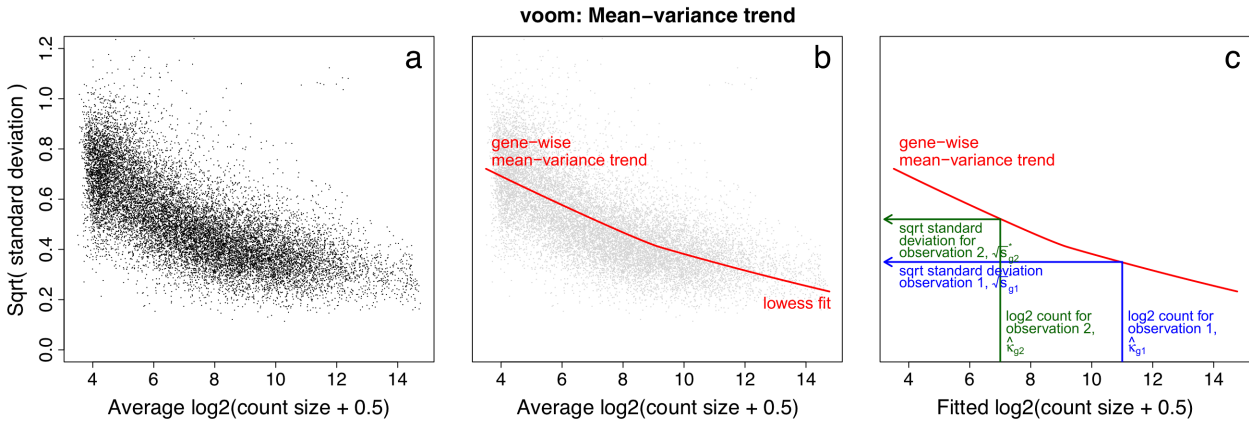 voom: Mean−variance trend
Sqrt( standard deviation )
1.2
1.0
0.8
0.6
0.4
0.2
0.0
a
4 6 8 10 12 14
Average log2(count size + 0.5)
b
gene−wise
mean−variance trend
lowess fit
4 6 8 10 12 14
Average log2(count size + 0.5)
c
gene−wise
mean−variance trend
sqrt standard
deviation for
observation 2, √s*g2
sqrt standard deviation
observation 1, √sg1
log2 count for
observation 2,
κ̂g2
log2 count for
observation 1,
κ̂g1
4 6 8 10 12 14
Fitted log2(count size + 0.5)